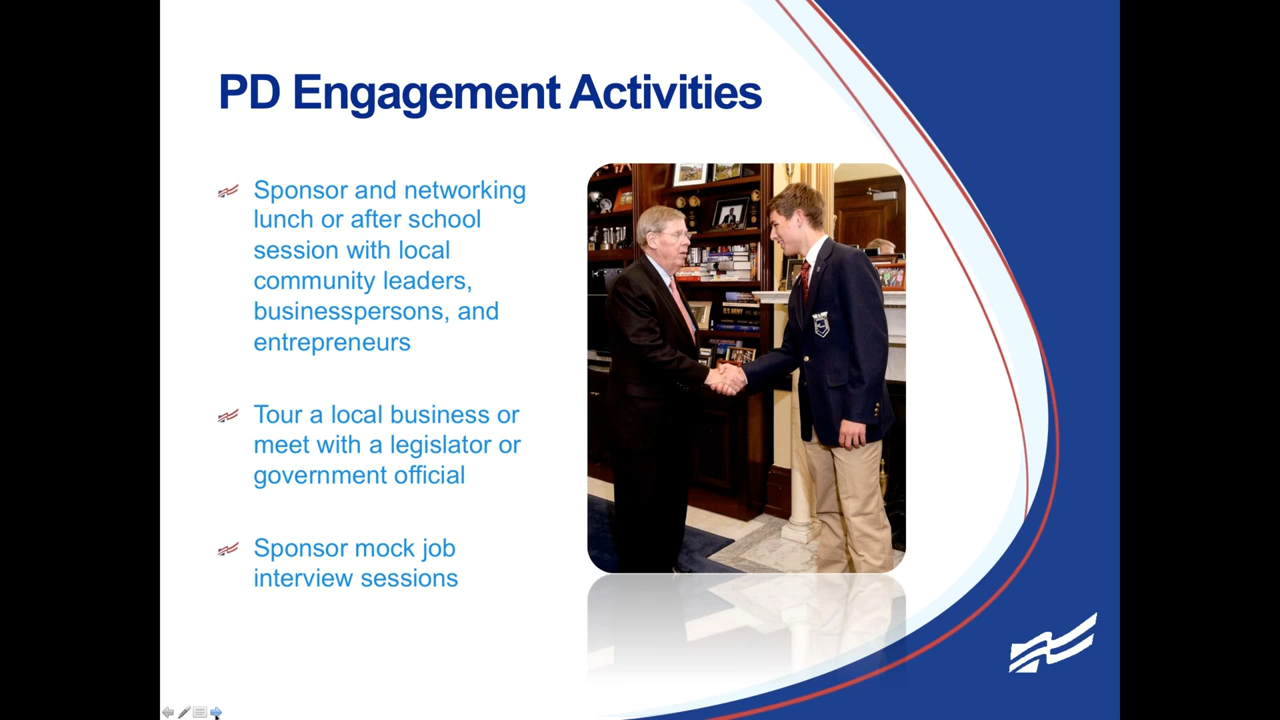 PD Engagement Activities
Sponsor and networking
lunch or after school
session with local
community leaders,
businesspersons, and
entrepreneurs
Tour a local business or
meet with a legislator or
government official
Sponsor mock job
interview sessions
U.S. ARMY